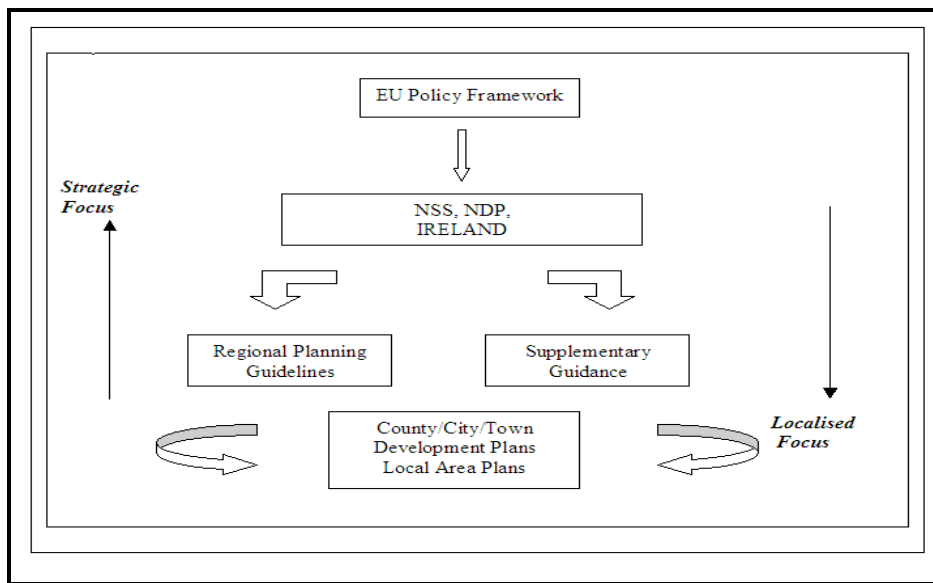 EU Policy Framework
Strategic
Focus
NSS, NDP,
IRELAND
Regional Planning
Guidelines
Supplementary
Guidance
County/City/Town
Development Plans
Local Area Plans
Localised
Focus